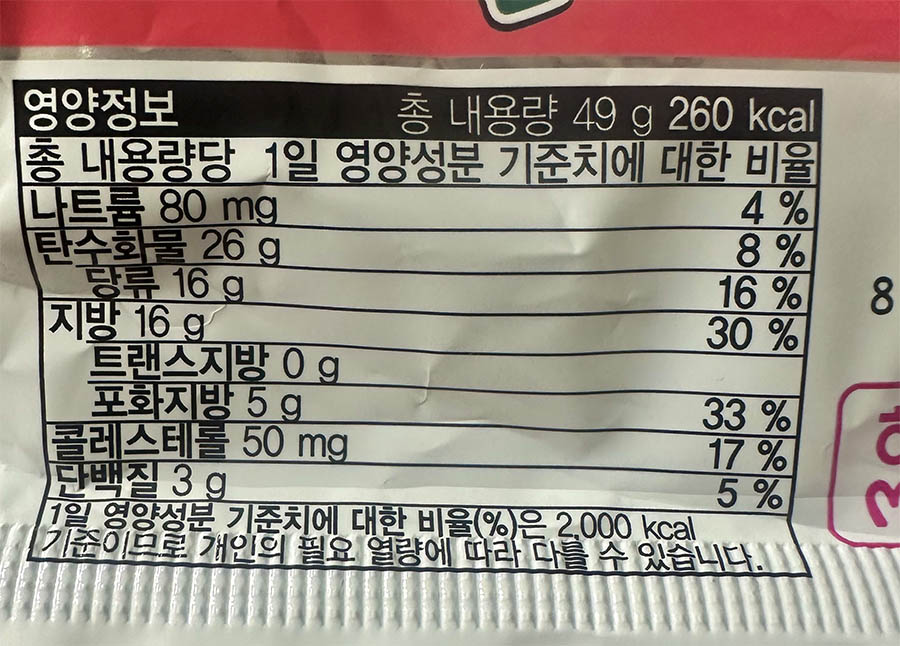 영양정보 총 내용량 49 g 260 kcal
총 내용량당 1일 영양성분 기준치에 대한 비율
나트륨 80 mg 4 %
탄수화물 26 g 8 %
당류 16 g 16 %
지방 16 g 30 %
트랜스지방 0 g
포화지방 5 g 33 %
콜레스테롤 50 mg 17 %
단백질 3 g 5 %
1일 영양성분 기준치에 대한 비율(%)은 2,000 kcal
기준이므로 개인의 필요 열량에 따라 다를 수 있습니다.
8